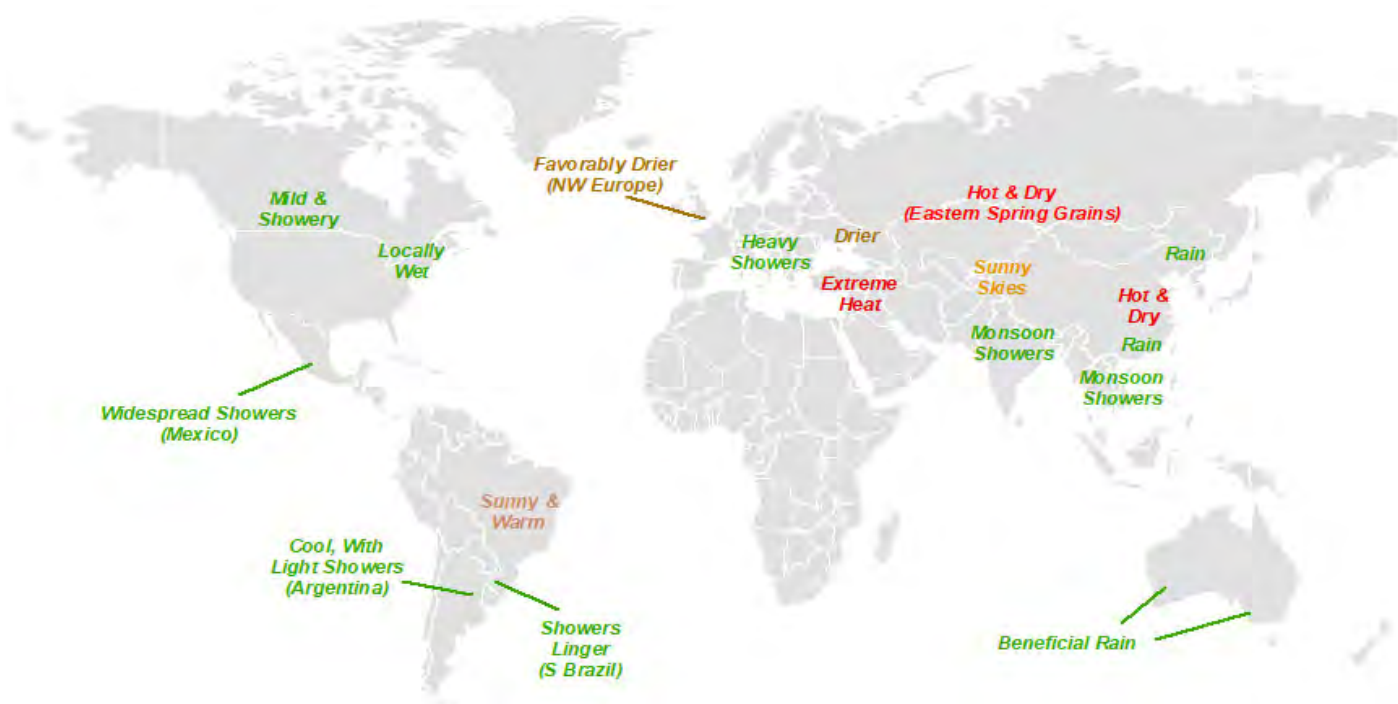 Favorably Drier
(NW Europe)
Mild &
Showery
Hot & Dry
(Eastern Spring Grains)
Locally
Wet
Heavy
Showers
Drier
Rain
Sunny
Skies
Extreme
Heat
Hot &
Dry
Monsoon
Showers
Rain
Monsoon
Showers
Widespread Showers
(Mexico)
Sunny &
Warm
Cool, With
Light Showers
(Argentina)
Showers
Linger
(S Brazil)
Beneficial Rain